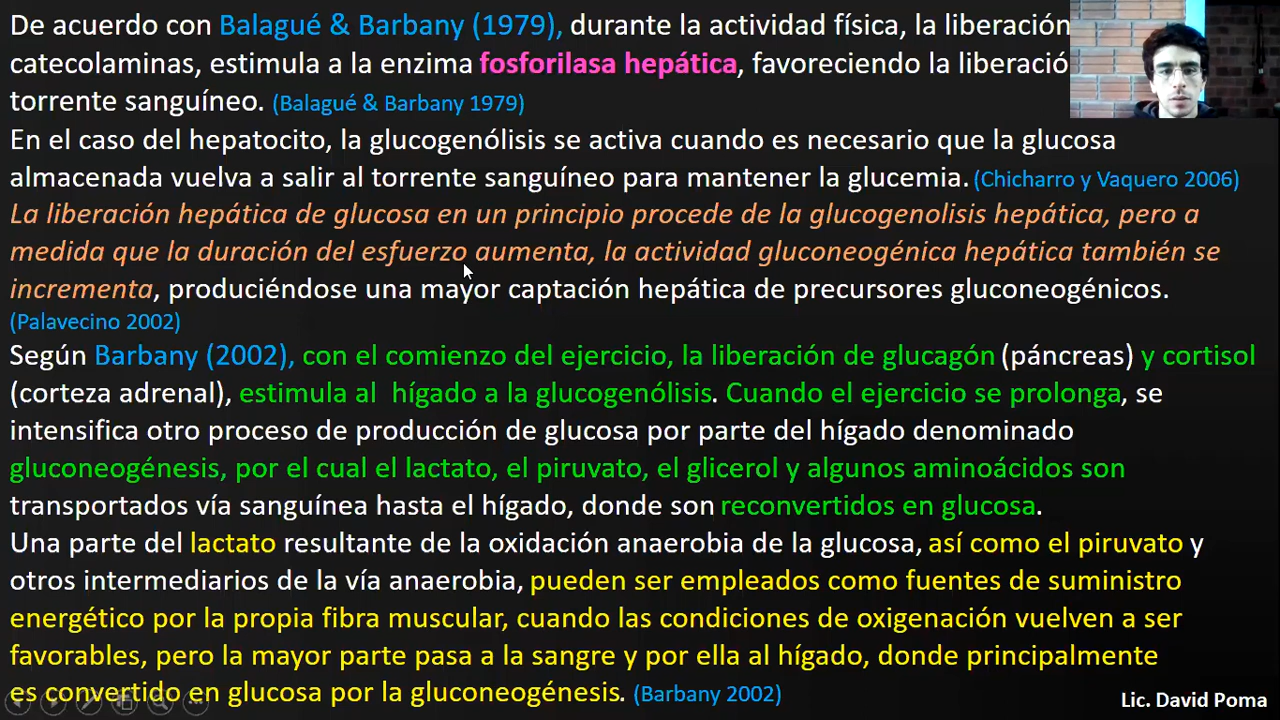 De acuerdo con Balagué & Barbany (1979), durante la actividad física, la liberación
catecolaminas, estimula a la enzima fosforilasa hepática, favoreciendo la liberació
torrente sanguíneo. (Balagué & Barbany 1979)
En el caso del hepatocito, la glucogenólisis se activa cuando es necesario que la glucosa
almacenada vuelva a salir al torrente sanguíneo para mantener la glucemia. (Chicharro y Vaquero 2006)
La liberación hepática de glucosa en un principio procede de la glucogenolisis hepática, pero a
medida que la duración del esfuerzo aumenta, la actividad gluconeogénica hepática también se
incrementa, produciéndose una mayor captación hepática de precursores gluconeogénicos.
(Palavecino 2002)
Según Barbany (2002), con el comienzo del ejercicio, la liberación de glucagón (páncreas) y cortisol
(corteza adrenal), estimula al hígado a la glucogenólisis. Cuando el ejercicio se prolonga, se
intensifica otro proceso de producción de glucosa por parte del hígado denominado
gluconeogénesis, por el cual el lactato, el piruvato, el glicerol y algunos aminoácidos son
transportados vía sanguínea hasta el hígado, donde son reconvertidos en glucosa.
Una parte del lactato resultante de la oxidación anaerobia de la glucosa, así como el piruvato y
otros intermediarios de la vía anaerobia, pueden ser empleados como fuentes de suministro
energético por la propia fibra muscular, cuando las condiciones de oxigenación vuelven a ser
favorables, pero la mayor parte pasa a la sangre y por ella al hígado, donde principalmente
es convertido en glucosa por la gluconeogénesis. (Barbany 2002)
Lic. David Poma